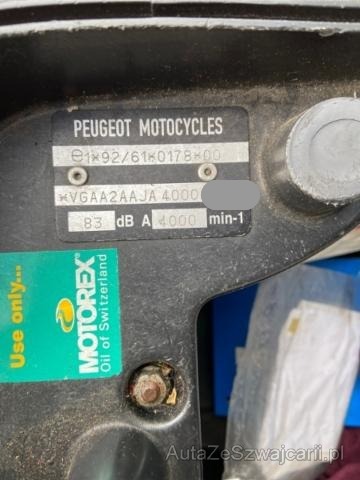 PEUGEOT MOTOCYCLES
e1*92/61*0178*00
*VGAA2AAJA4000
83 dB A 4000 min-1
Use only...
MOTOREX
Oil of Switzerland
AutaZeSzwajcarii.pl